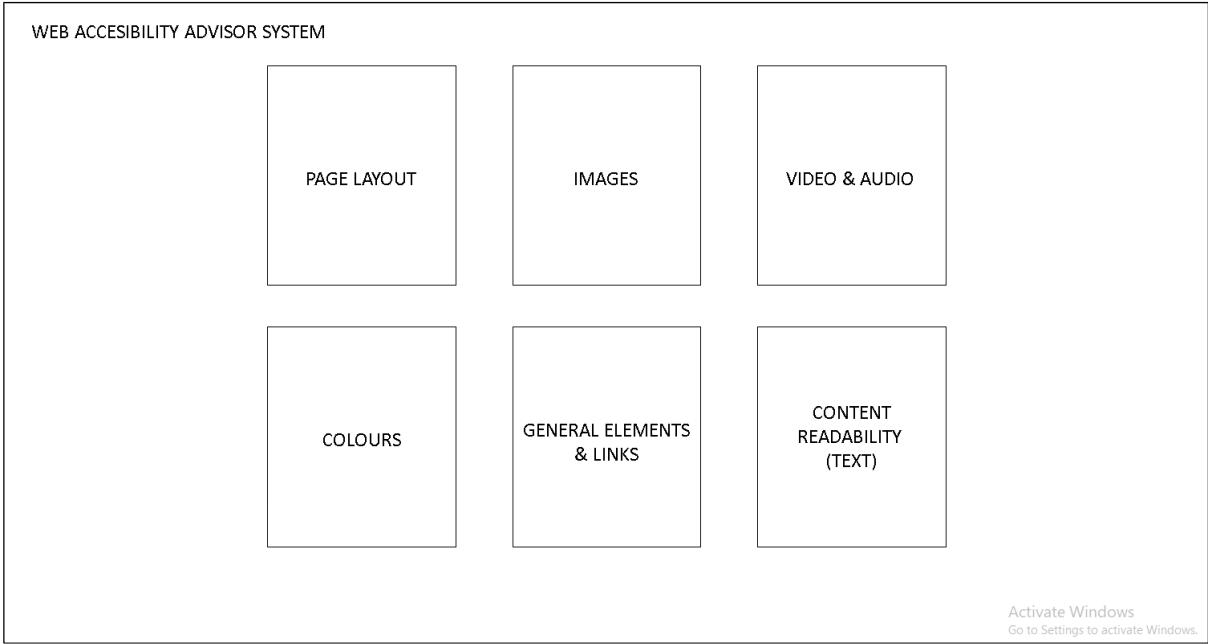 WEB ACCESIBILITY ADVISOR SYSTEM
PAGE LAYOUT
IMAGES
VIDEO & AUDIO
COLOURS
GENERAL ELEMENTS
& LINKS
CONTENT
READABILITY
(TEXT)
Activate Windows
Go to Settings to activate Windows.